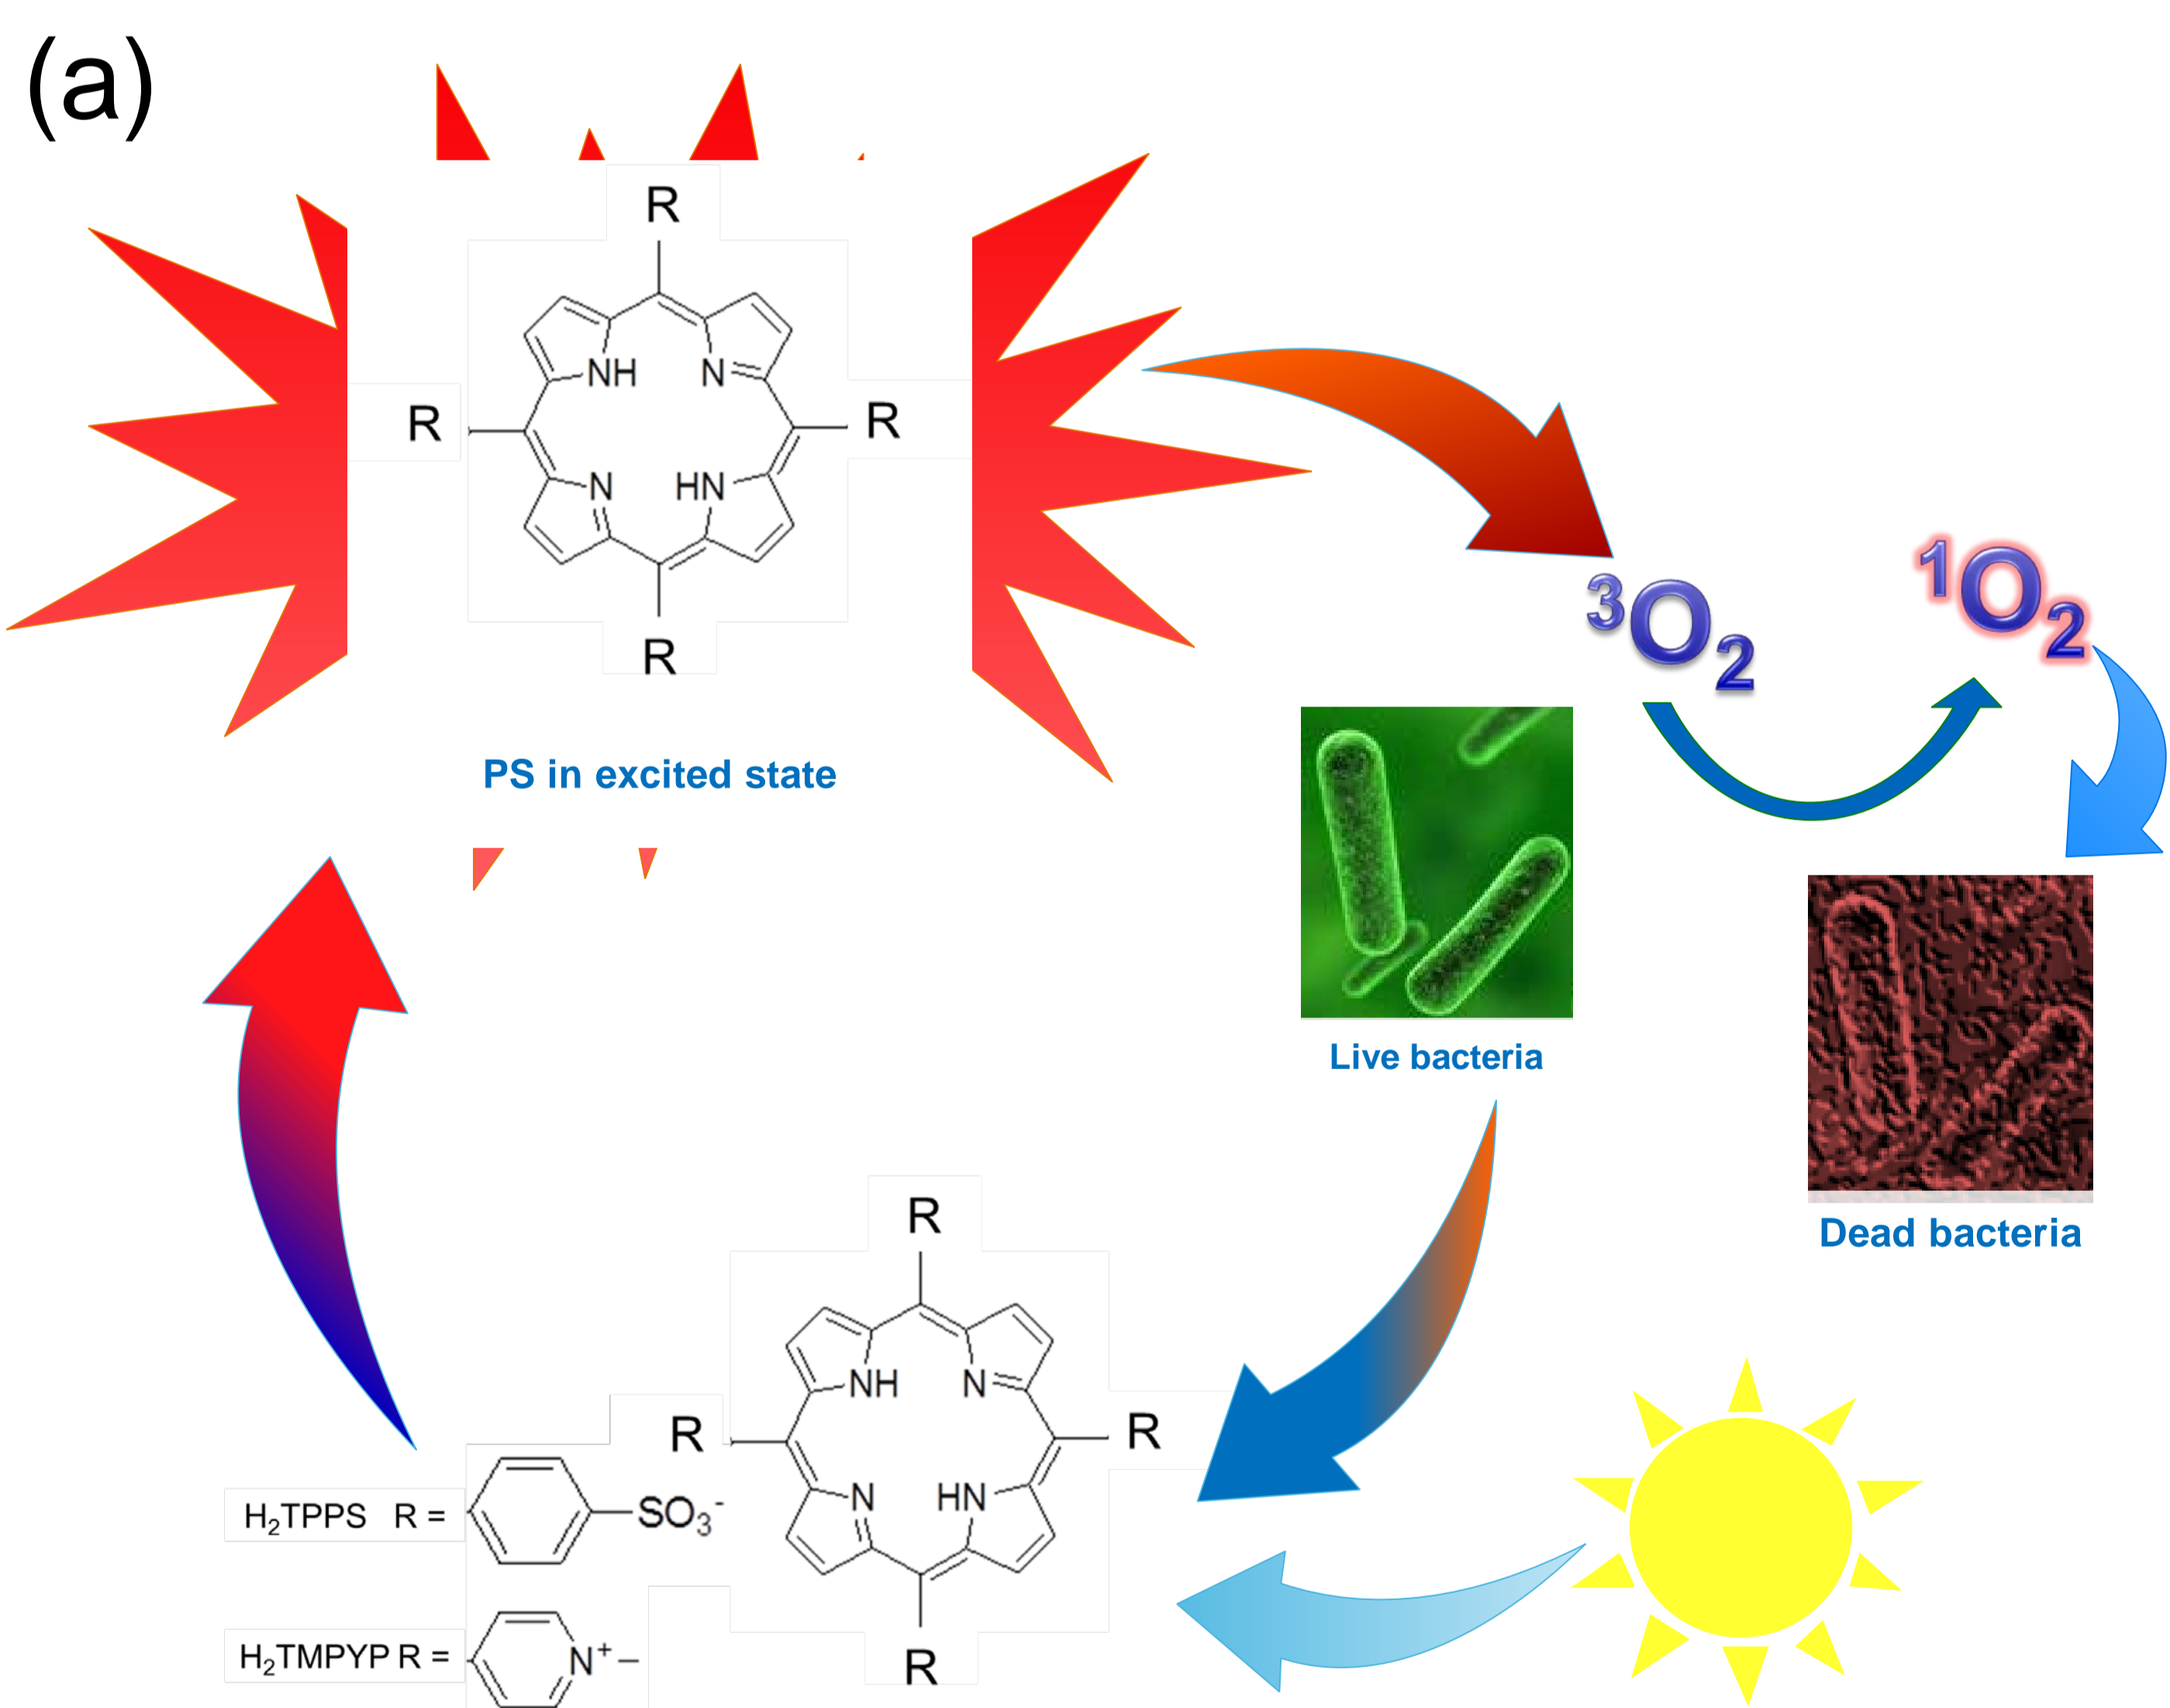 (a)
R
NH N
R R
N HN
R
PS in excited state
³O₂ ¹O₂
Live bacteria
Dead bacteria
R
NH N
R R
N HN
R
H₂TPPS R = SO₃⁻
H₂TMPYP R = N⁺